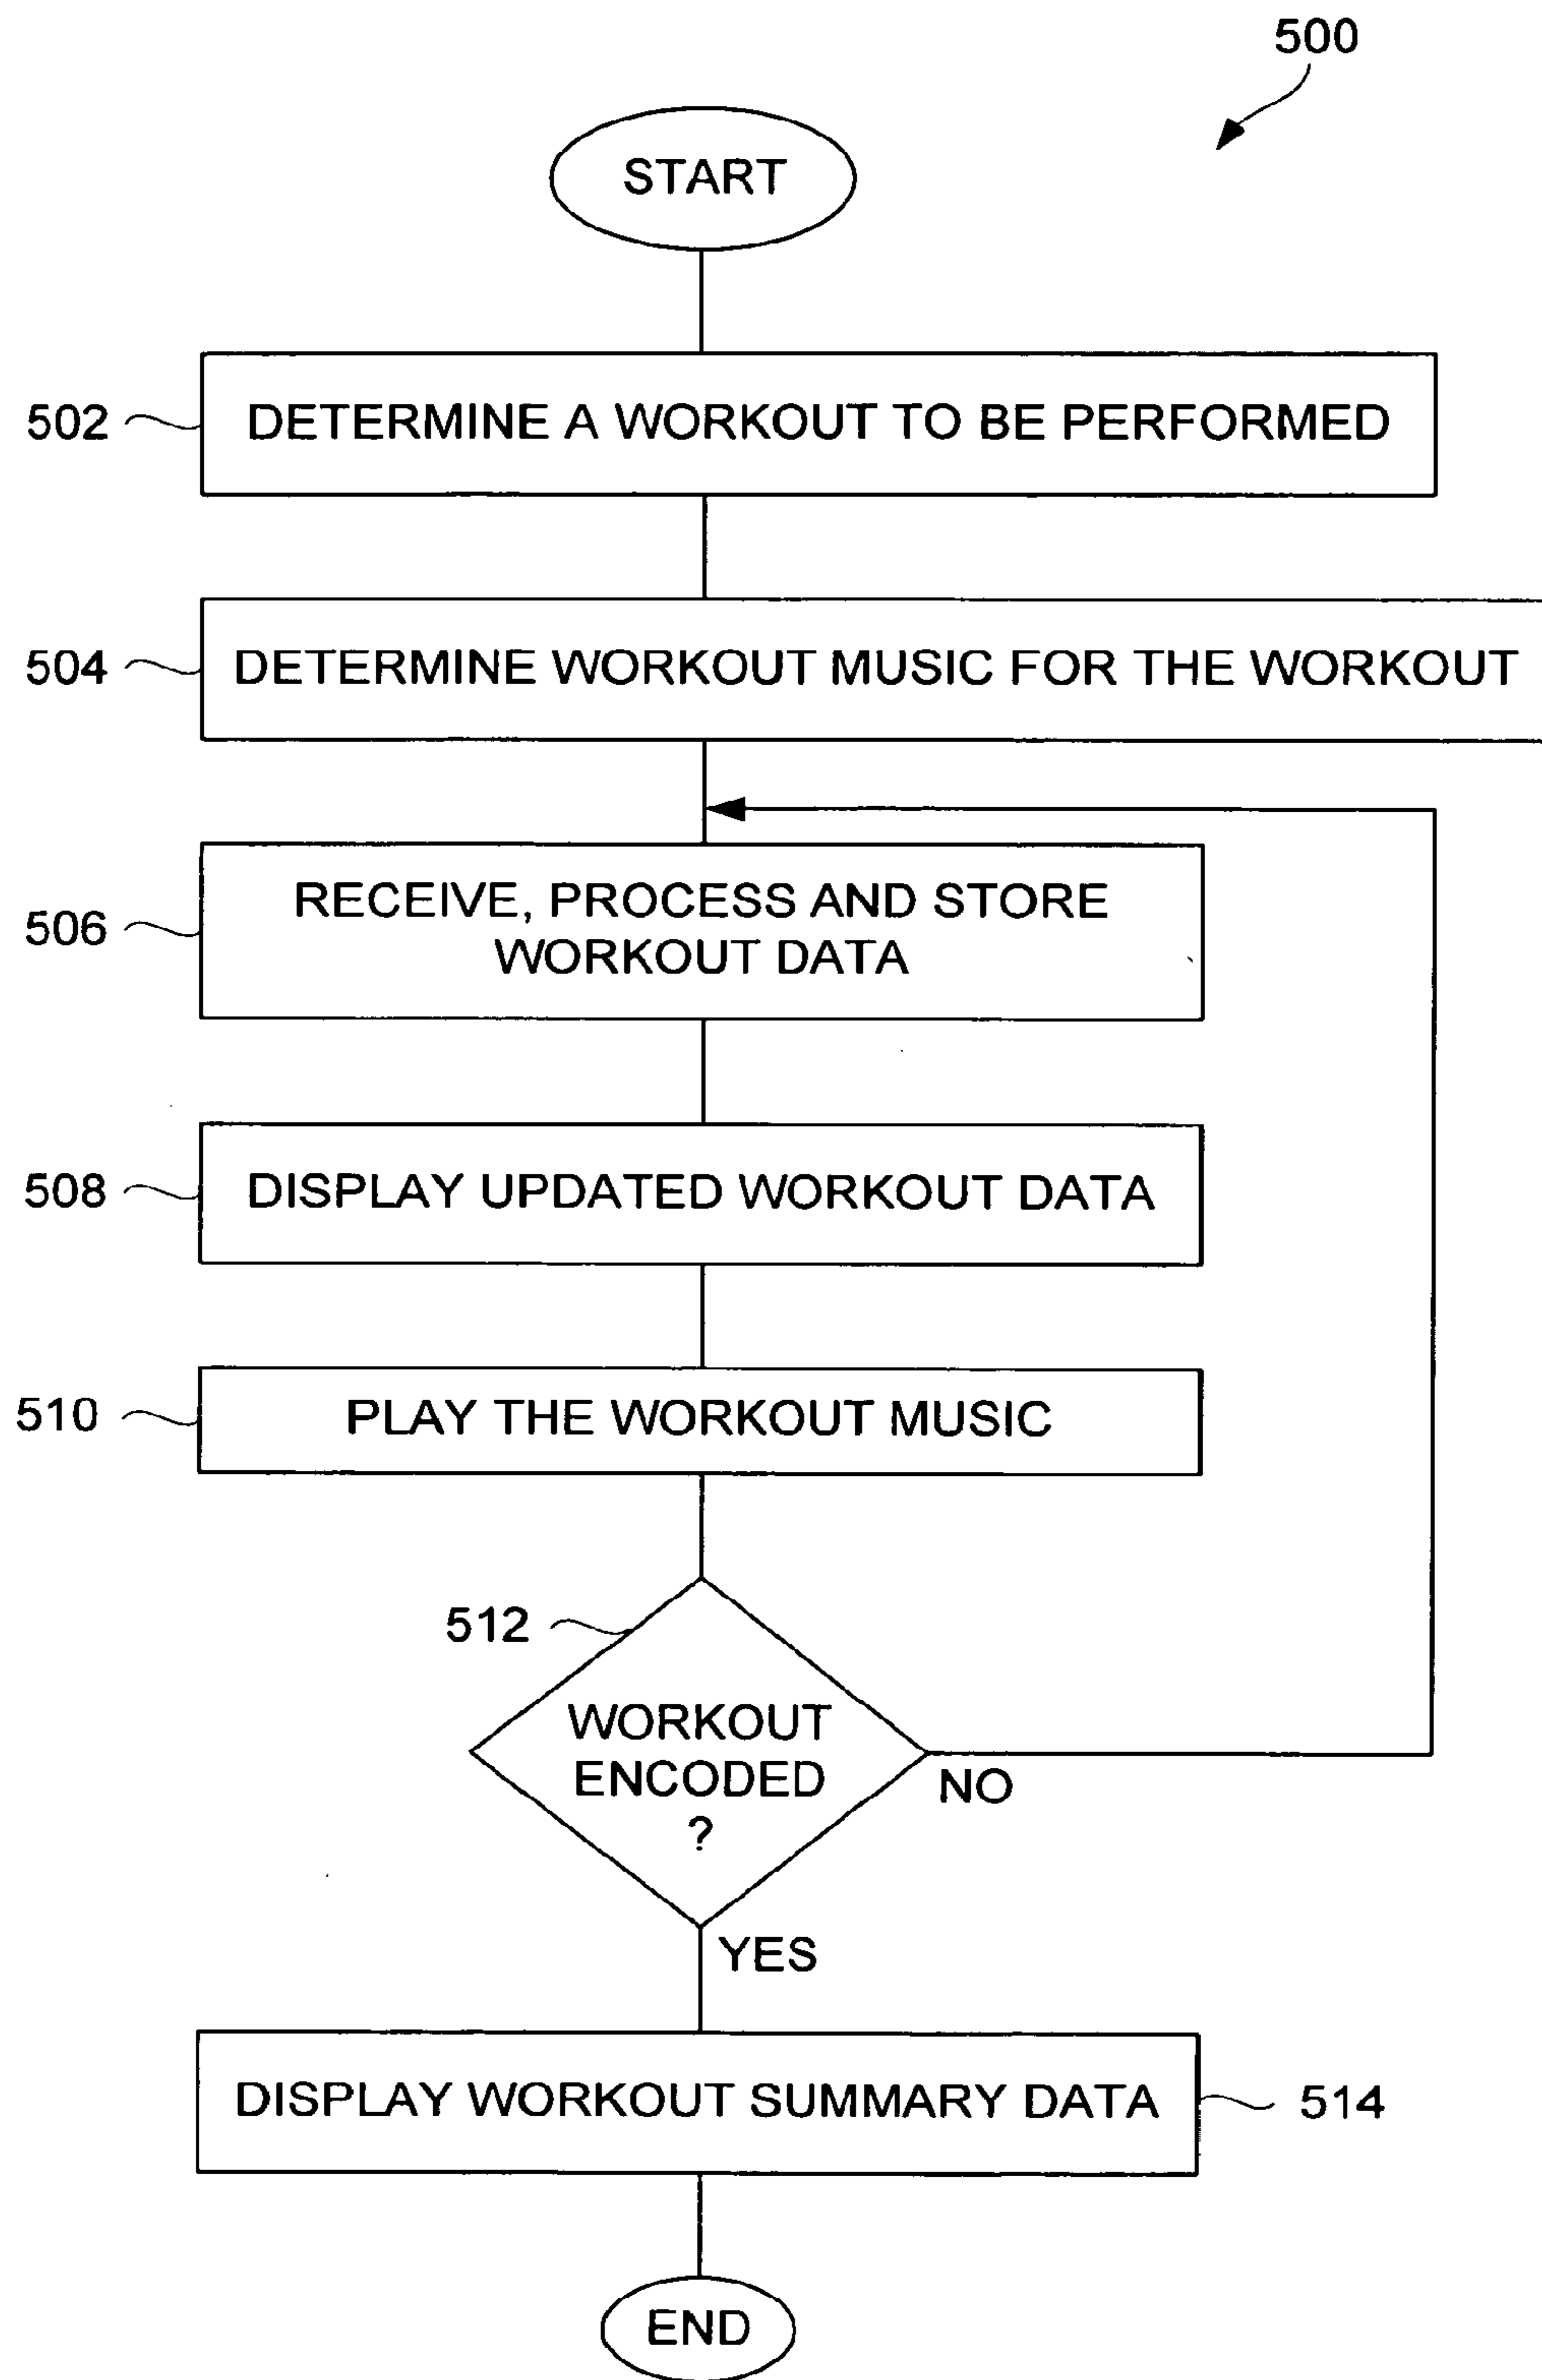 500
START
502
DETERMINE A WORKOUT TO BE PERFORMED
504
DETERMINE WORKOUT MUSIC FOR THE WORKOUT
506
RECEIVE, PROCESS AND STORE
WORKOUT DATA
508
DISPLAY UPDATED WORKOUT DATA
510
PLAY THE WORKOUT MUSIC
512
WORKOUT
ENCODED
?
NO
YES
DISPLAY WORKOUT SUMMARY DATA
514
END